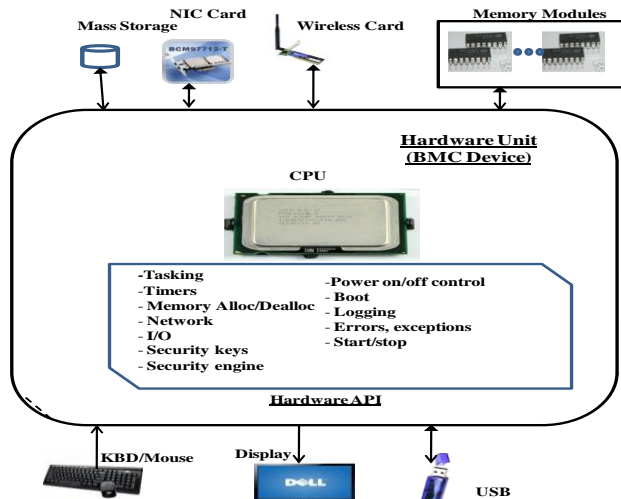 NIC Card
Mass Storage
Wireless Card
Memory Modules
BCM97712-T
Hardware Unit
(BMC Device)
CPU
-Tasking
-Timers
- Memory Alloc/Dealloc
- Network
- I/O
- Security keys
- Security engine
-Power on/off control
- Boot
- Logging
- Errors, exceptions
- Start/stop
Hardware API
KBD/Mouse
Display
DELL
USB